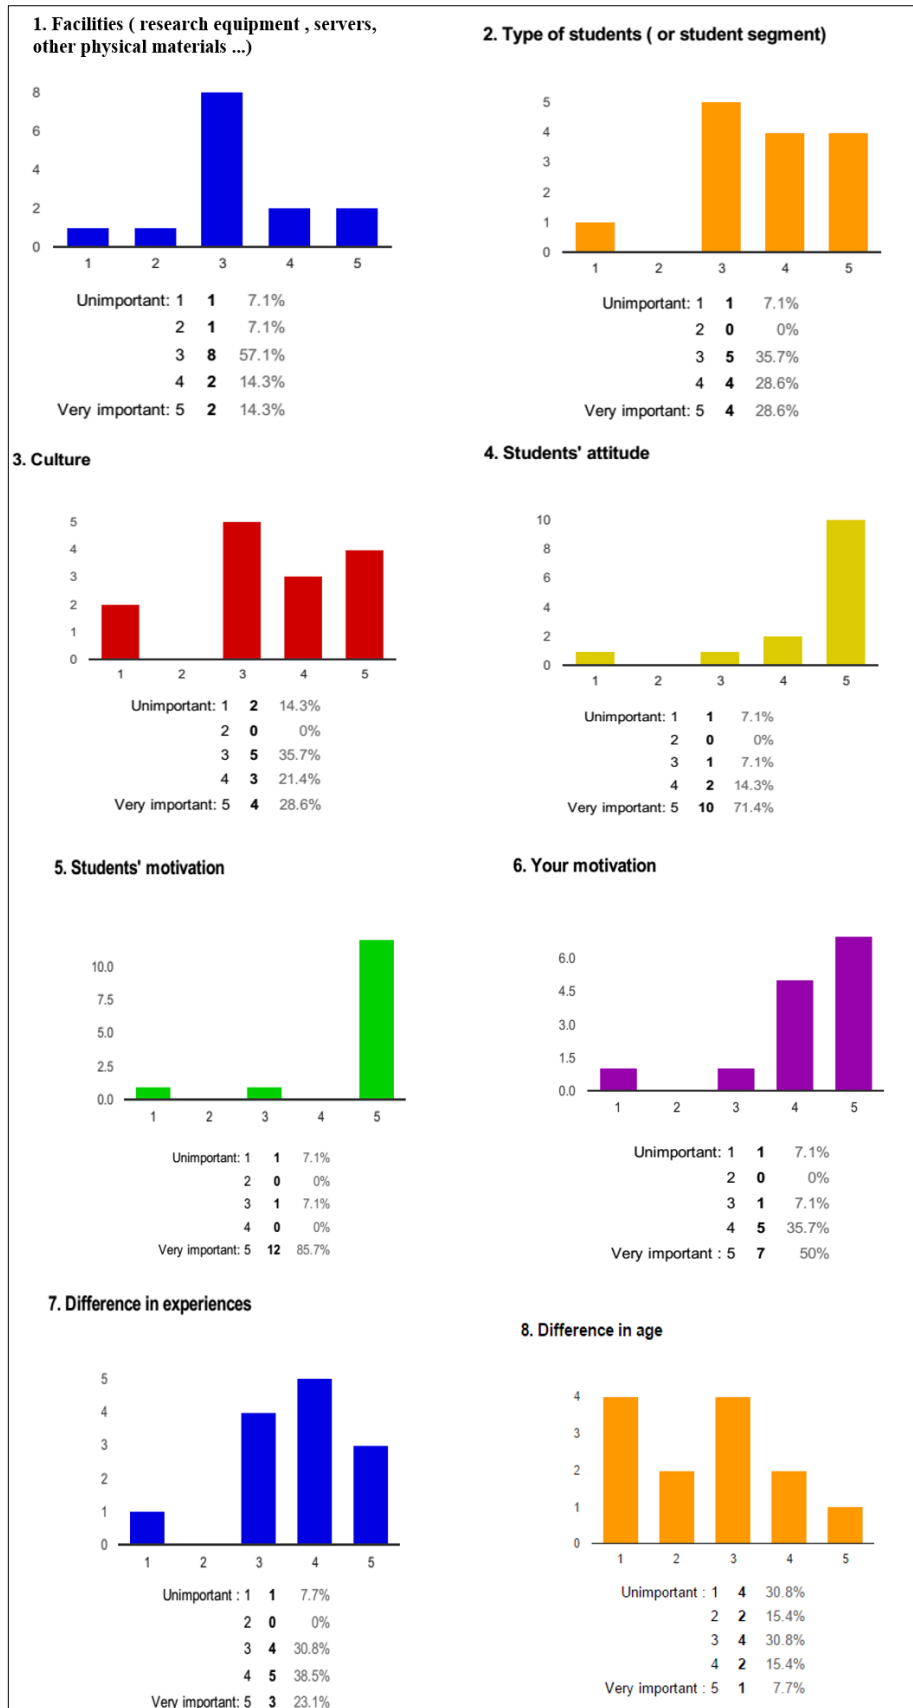 1. Facilities ( research equipment , servers,
other physical materials ...)
8
6
4
2
0
1 2 3 4 5
Unimportant: 1 1 7.1%
2 1 7.1%
3 8 57.1%
4 2 14.3%
Very important: 5 2 14.3%
2. Type of students ( or student segment)
5
4
3
2
1
0
1 2 3 4 5
Unimportant: 1 1 7.1%
2 0 0%
3 5 35.7%
4 4 28.6%
Very important: 5 4 28.6%
3. Culture
5
4
3
2
1
0
1 2 3 4 5
Unimportant: 1 2 14.3%
2 0 0%
3 5 35.7%
4 3 21.4%
Very important: 5 4 28.6%
4. Students' attitude
10
8
6
4
2
0
1 2 3 4 5
Unimportant: 1 1 7.1%
2 0 0%
3 1 7.1%
4 2 14.3%
Very important: 5 10 71.4%
5. Students' motivation
10.0
7.5
5.0
2.5
0.0
1 2 3 4 5
Unimportant: 1 1 7.1%
2 0 0%
3 1 7.1%
4 0 0%
Very important: 5 12 85.7%
6. Your motivation
6.0
4.5
3.0
1.5
0.0
1 2 3 4 5
Unimportant: 1 1 7.1%
2 0 0%
3 1 7.1%
4 5 35.7%
Very important : 5 7 50%
7. Difference in experiences
5
4
3
2
1
0
1 2 3 4 5
Unimportant : 1 1 7.7%
2 0 0%
3 4 30.8%
4 5 38.5%
Very important: 5 3 23.1%
8. Difference in age
4
3
2
1
0
1 2 3 4 5
Unimportant : 1 4 30.8%
2 2 15.4%
3 4 30.8%
4 2 15.4%
Very important : 5 1 7.7%